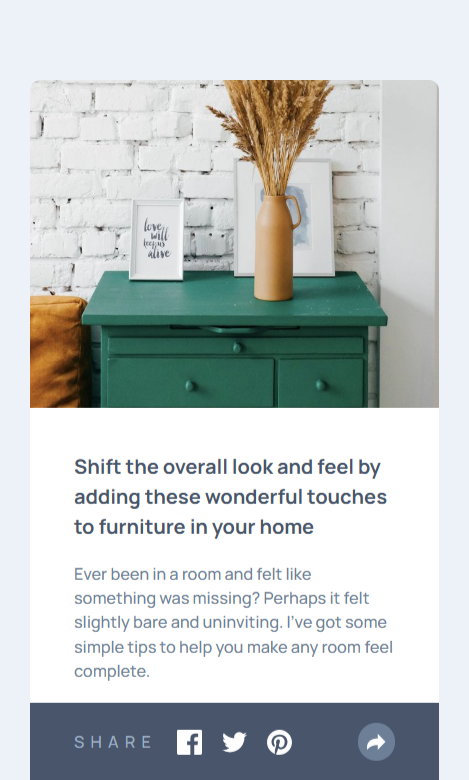 love
will
keep us
alive
Shift the overall look and feel by
adding these wonderful touches
to furniture in your home
Ever been in a room and felt like
something was missing? Perhaps it felt
slightly bare and uninviting. I've got some
simple tips to help you make any room feel
complete.
SHARE